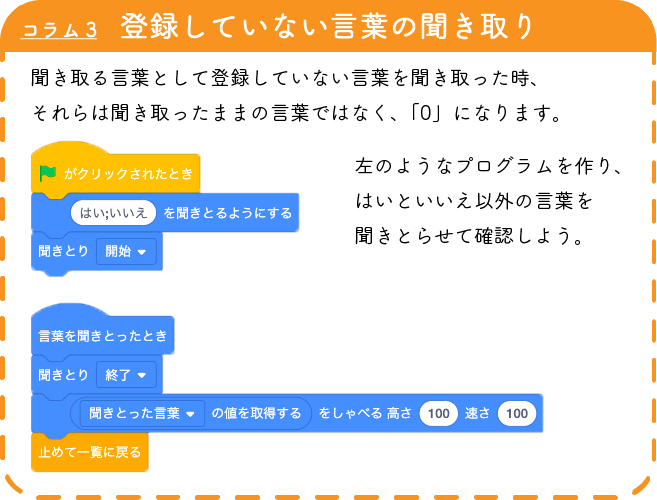 コラム3 登録していない言葉の聞き取り
聞き取る言葉として登録していない言葉を聞き取った時、
それらは聞き取ったままの言葉ではなく、「0」になります。
がクリックされたとき
はい;いいえ を聞きとるようにする
聞きとり 開始
左のようなプログラムを作り、
はいといいえ以外の言葉を
聞きとらせて確認しよう。
言葉を聞きとったとき
聞きとり 終了
聞きとった言葉 の値を取得する をしゃべる 高さ 100 速さ 100
止めて一覧に戻る